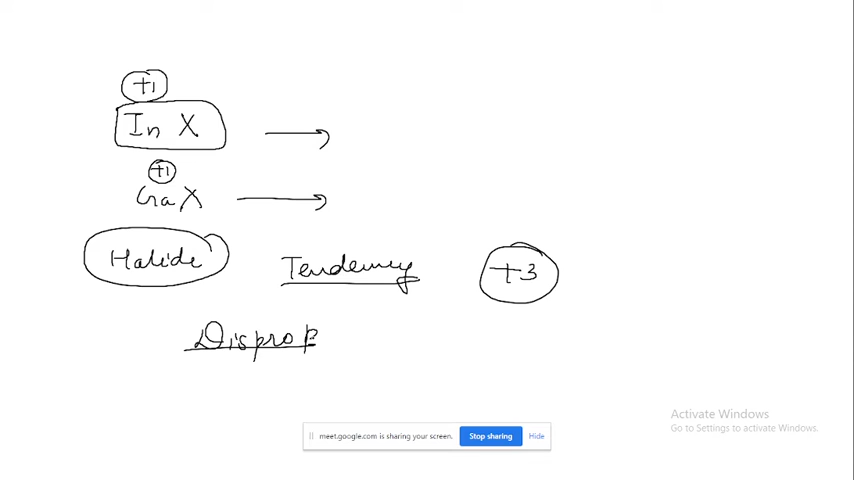 +1
In X
+1
Ga X
Halide Tendency +3
Disprop
Activate Windows
Go to Settings to activate Windows.
meet.google.com is sharing your screen. Stop sharing Hide